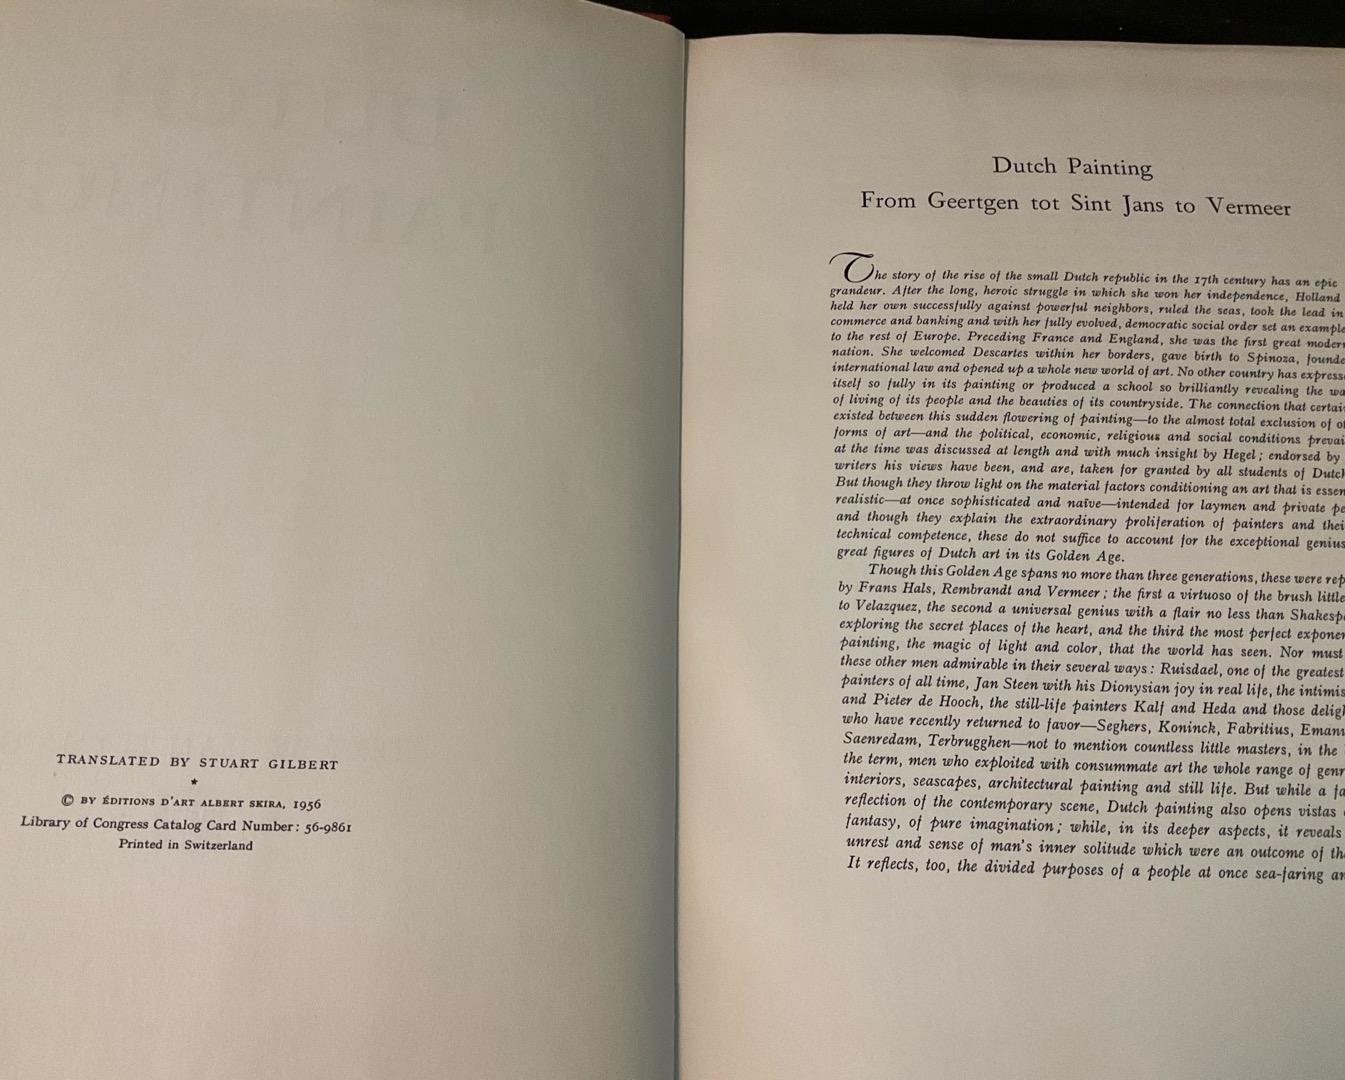 TRANSLATED BY STUART GILBERT
*
© BY ÉDITIONS D'ART ALBERT SKIRA, 1956
Library of Congress Catalog Card Number: 56-9861
Printed in Switzerland
Dutch Painting
From Geertgen tot Sint Jans to Vermeer
The story of the rise of the small Dutch republic in the 17th century has an epic
grandeur. After the long, heroic struggle in which she won her independence, Holland
held her own successfully against powerful neighbors, ruled the seas, took the lead in
commerce and banking and with her fully evolved, democratic social order set an example
to the rest of Europe. Preceding France and England, she was the first great modern
nation. She welcomed Descartes within her borders, gave birth to Spinoza, founde
international law and opened up a whole new world of art. No other country has express
itself so fully in its painting or produced a school so brilliantly revealing the wa
of living of its people and the beauties of its countryside. The connection that certai
existed between this sudden flowering of painting—to the almost total exclusion of o
forms of art—and the political, economic, religious and social conditions prevai
at the time was discussed at length and with much insight by Hegel; endorsed by
writers his views have been, and are, taken for granted by all students of Dutch
But though they throw light on the material factors conditioning an art that is essen
realistic—at once sophisticated and naïve—intended for laymen and private pe
and though they explain the extraordinary proliferation of painters and thei
technical competence, these do not suffice to account for the exceptional genius
great figures of Dutch art in its Golden Age.
Though this Golden Age spans no more than three generations, these were rep
by Frans Hals, Rembrandt and Vermeer; the first a virtuoso of the brush little
to Velazquez, the second a universal genius with a flair no less than Shakespe
exploring the secret places of the heart, and the third the most perfect exponen
painting, the magic of light and color, that the world has seen. Nor must
these other men admirable in their several ways: Ruisdael, one of the greatest
painters of all time, Jan Steen with his Dionysian joy in real life, the intimis
and Pieter de Hooch, the still-life painters Kalf and Heda and those delig
who have recently returned to favor—Seghers, Koninck, Fabritius, Emanu
Saenredam, Terbrugghen—not to mention countless little masters, in the
the term, men who exploited with consummate art the whole range of genr
interiors, seascapes, architectural painting and still life. But while a fa
reflection of the contemporary scene, Dutch painting also opens vistas
fantasy, of pure imagination; while, in its deeper aspects, it reveals
unrest and sense of man's inner solitude which were an outcome of th
It reflects, too, the divided purposes of a people at once sea-faring an